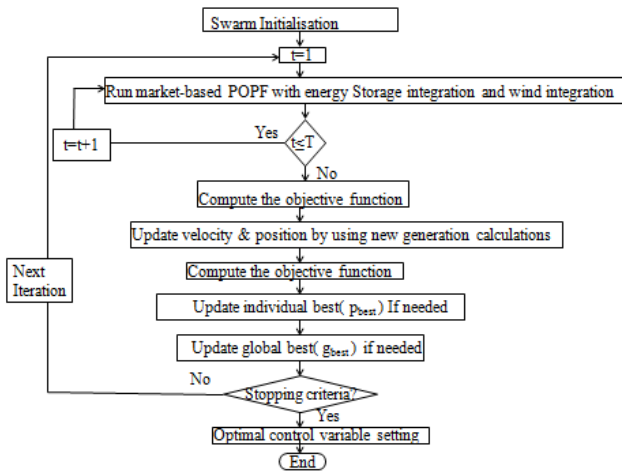 Swarm Initialisation
t=1
Run market-based POPF with energy Storage integration and wind integration
Yes
t=t+1
t≤T
No
Compute the objective function
Update velocity & position by using new generation calculations
Next
Iteration
Compute the objective function
Update individual best( pbest) If needed
Update global best( gbest) if needed
No
Stopping criteria?
Yes
Optimal control variable setting
End